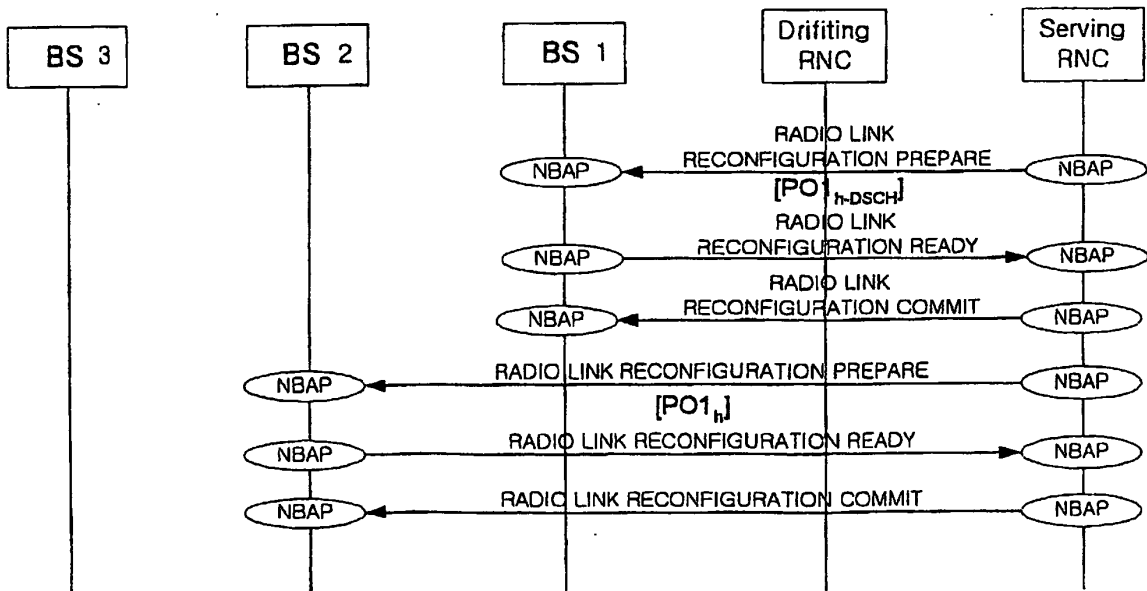 BS 3
BS 2
BS 1
Drifiting
RNC
Serving
RNC
RADIO LINK
RECONFIGURATION PREPARE
NBAP
NBAP
[PO1h-DSCH]
RADIO LINK
RECONFIGURATION READY
NBAP
NBAP
RADIO LINK
RECONFIGURATION COMMIT
NBAP
NBAP
RADIO LINK RECONFIGURATION PREPARE
NBAP
NBAP
[PO1h]
RADIO LINK RECONFIGURATION READY
NBAP
NBAP
RADIO LINK RECONFIGURATION COMMIT
NBAP
NBAP